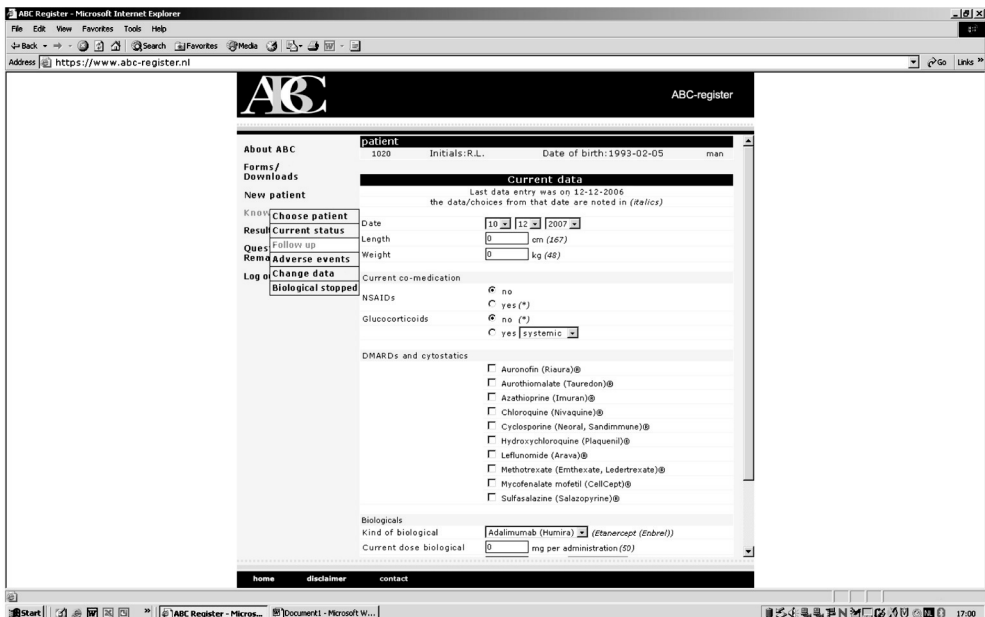 ABC Register - Microsoft Internet Explorer
File Edit View Favorites Tools Help
Back Search Favorites Media
Address https://www.abc-register.nl Go Links »
ABC
ABC-register
About ABC
Forms/
Downloads
New patient
Know
Choose patient
Resul
Current status
Ques
Follow up
Rema
Adverse events
Log o
Change data
Biological stopped
patient
1020 Initials:R.L. Date of birth:1993-02-05 man
Current data
Last data entry was on 12-12-2006
the data/choices from that date are noted in (italics)
Date 10 12 2007
Length 0 cm (167)
Weight 0 kg (48)
Current co-medication
NSAIDs
no
yes (*)
Glucocorticoids no (*)
yes systemic
DMARDs and cytostatics
Auronofin (Riaura)®
Aurothiomalate (Tauredon)®
Azathioprine (Imuran)®
Chloroquine (Nivaquine)®
Cyclosporine (Neoral, Sandimmune)®
Hydroxychloroquine (Plaquenil)®
Leflunomide (Arava)®
Methotrexate (Emthexate, Ledertrexate)®
Mycofenalate mofetil (CellCept)®
Sulfasalazine (Salazopyrine)®
Biologicals
Kind of biological Adalimumab (Humira) (Etanercept (Enbrel))
Current dose biological 0 mg per administration (50)
home disclaimer contact
Start » ABC Register - Micros... Document1 - Microsoft W... NL 17:00